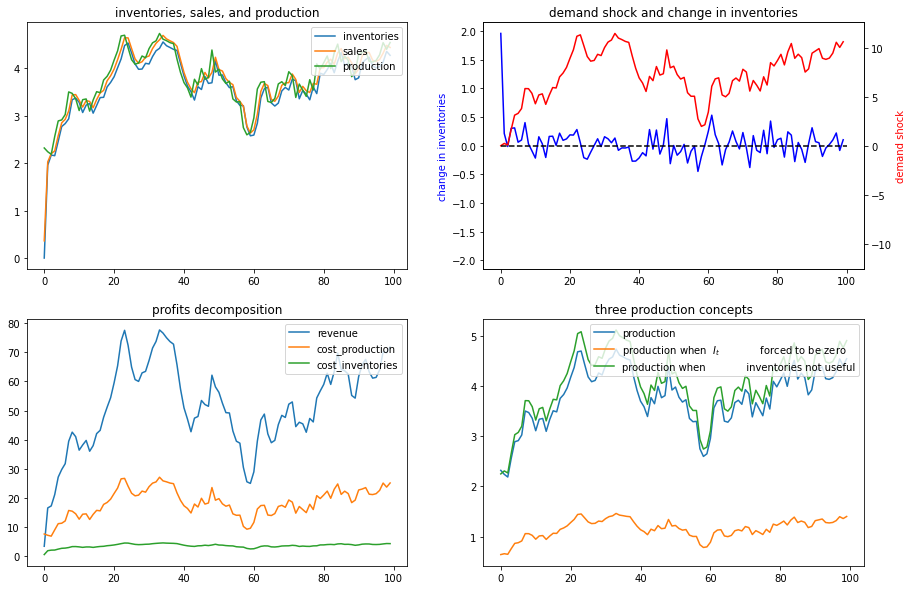 inventories, sales, and production
inventories
sales
production
4
3
2
1
0
0 20 40 60 80 100
demand shock and change in inventories
change in inventories
2.0
1.5
1.0
0.5
0.0
−0.5
−1.0
−1.5
−2.0
10
5
0
−5
−10
demand shock
0 20 40 60 80 100
profits decomposition
revenue
cost_production
cost_inventories
80
70
60
50
40
30
20
10
0
0 20 40 60 80 100
three production concepts
production
production when I_t forced to be zero
production when inventories not useful
5
4
3
2
1
0 20 40 60 80 100